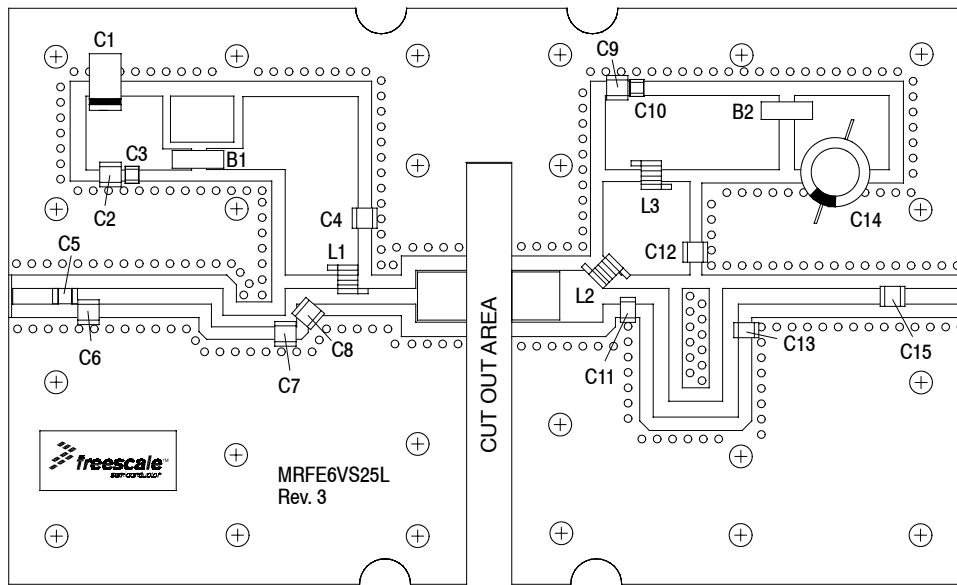 C1
C9
C10
B2
C3
B1
C2
C4
L3
C14
C5
L1
C12
L2
C6
C8
C7
C11
C13
C15
CUT OUT AREA
freescale™
semiconductor
MRFE6VS25L
Rev. 3